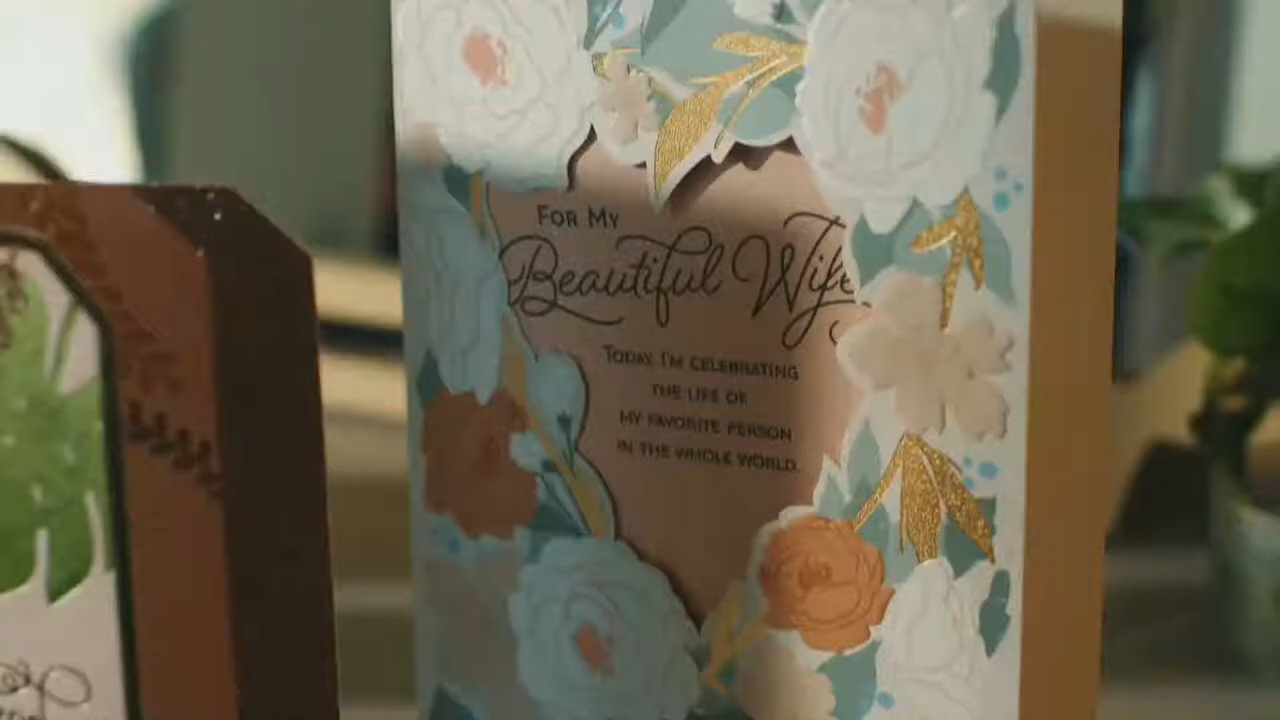 FOR MY
Beautiful Wife
TODAY, I'M CELEBRATING
THE LIFE OF
MY FAVORITE PERSON
IN THE WHOLE WORLD.